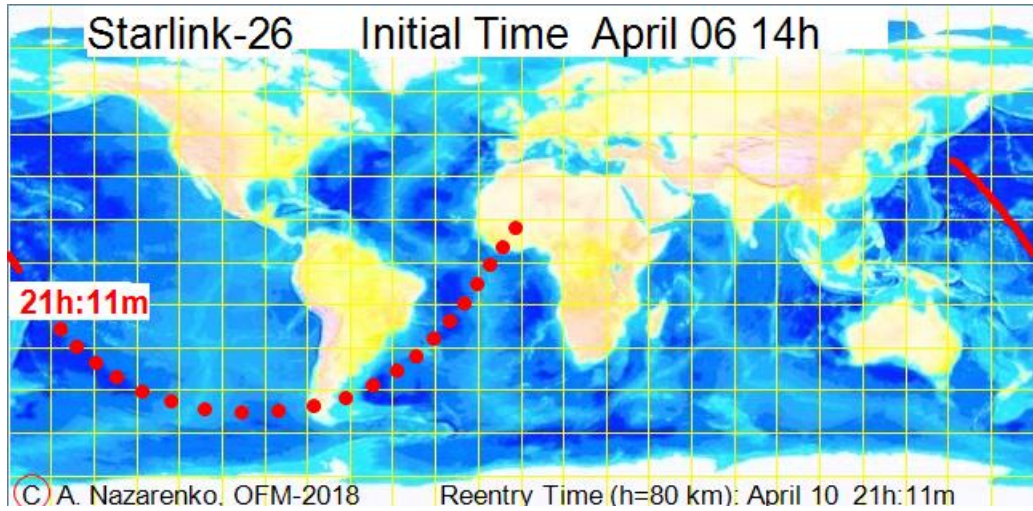 Starlink-26 Initial Time April 06 14h
21h:11m
C A. Nazarenko, OFM-2018 Reentry Time (h=80 km): April 10 21h:11m